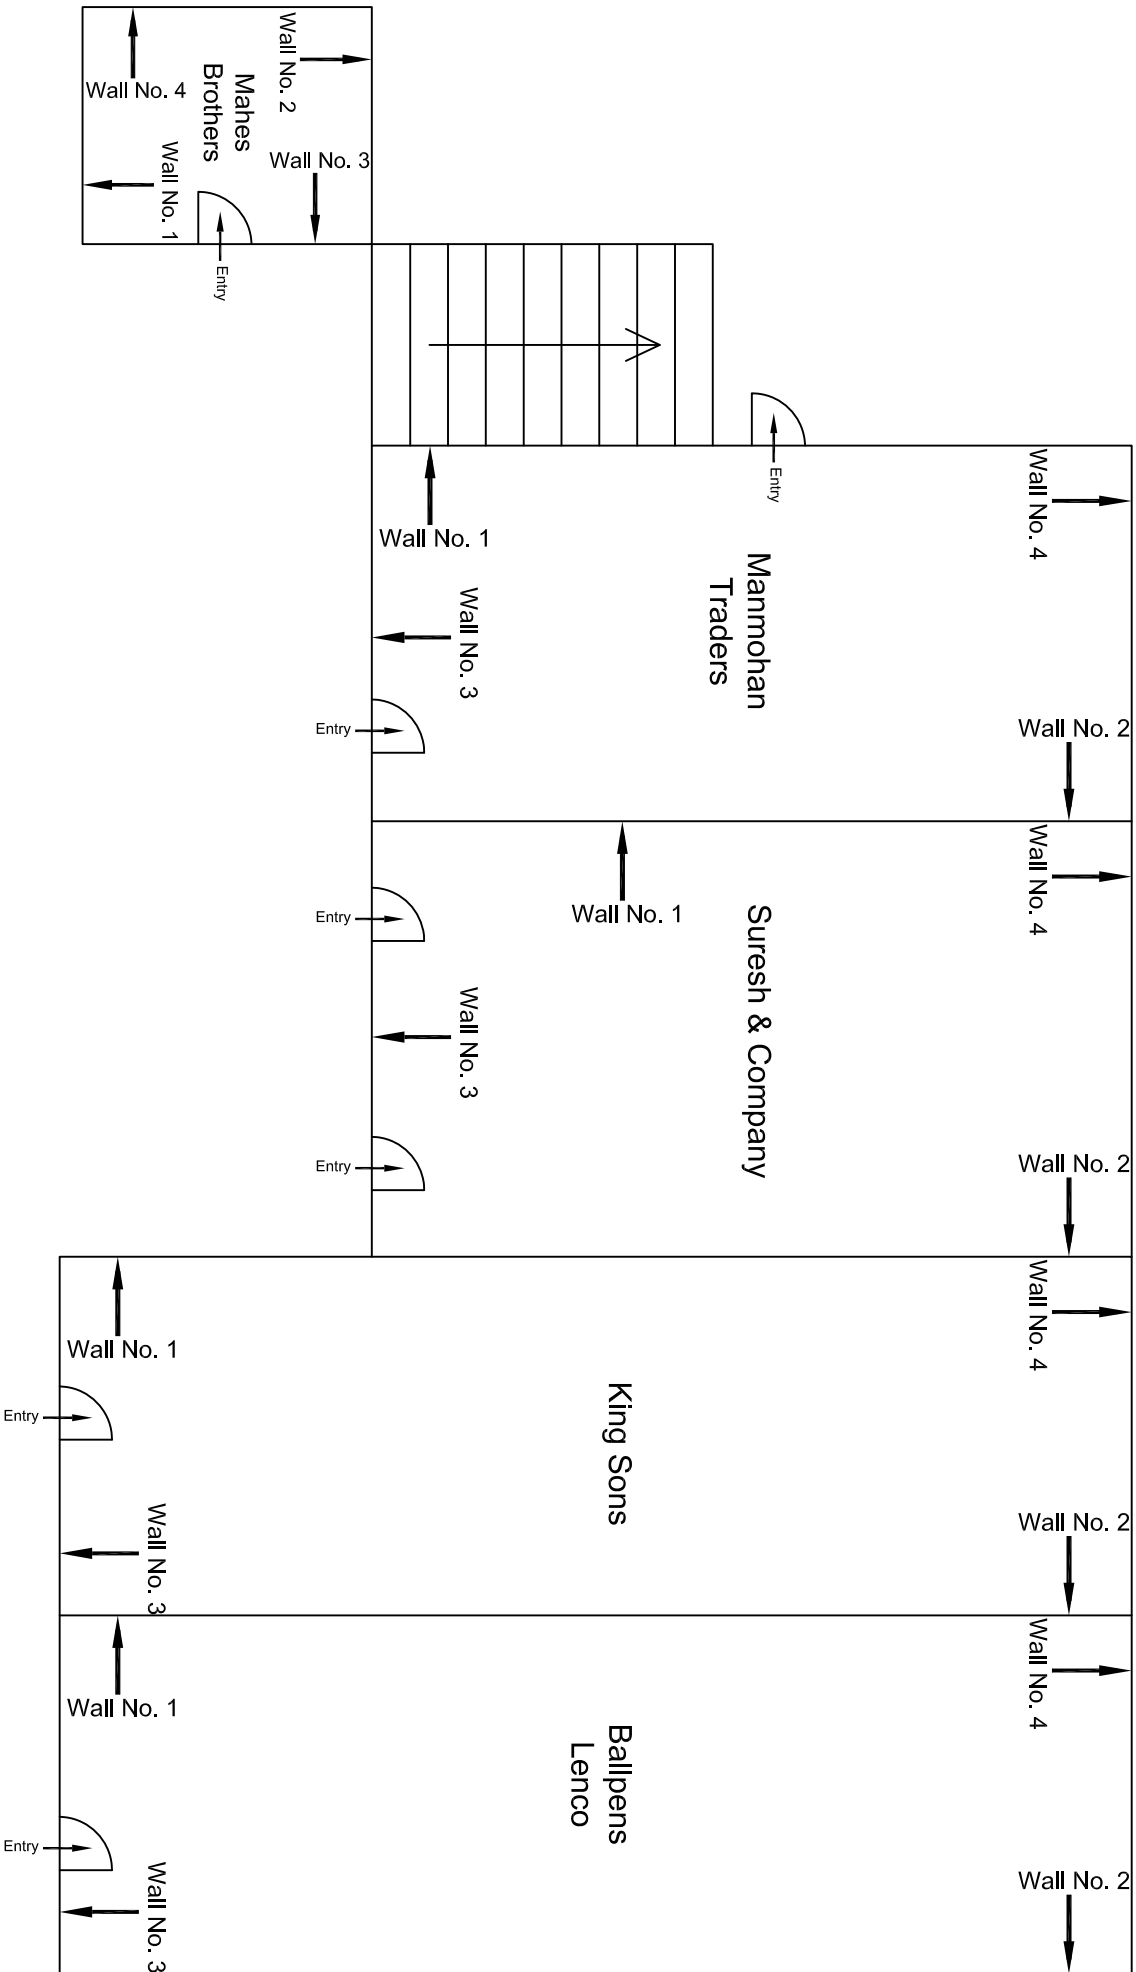 Wall No. 4
Wall No. 2
Mahes
Brothers
Wall No. 3
Wall No. 1
Entry
Entry
Wall No. 1
Wall No. 4
Manmohan
Traders
Wall No. 3
Entry
Wall No. 2
Wall No. 1
Wall No. 4
Entry
Suresh & Company
Wall No. 3
Entry
Wall No. 2
Wall No. 1
Wall No. 4
Entry
King Sons
Wall No. 3
Wall No. 2
Wall No. 1
Wall No. 4
Ballpens
Lenco
Entry
Wall No. 3
Wall No. 2